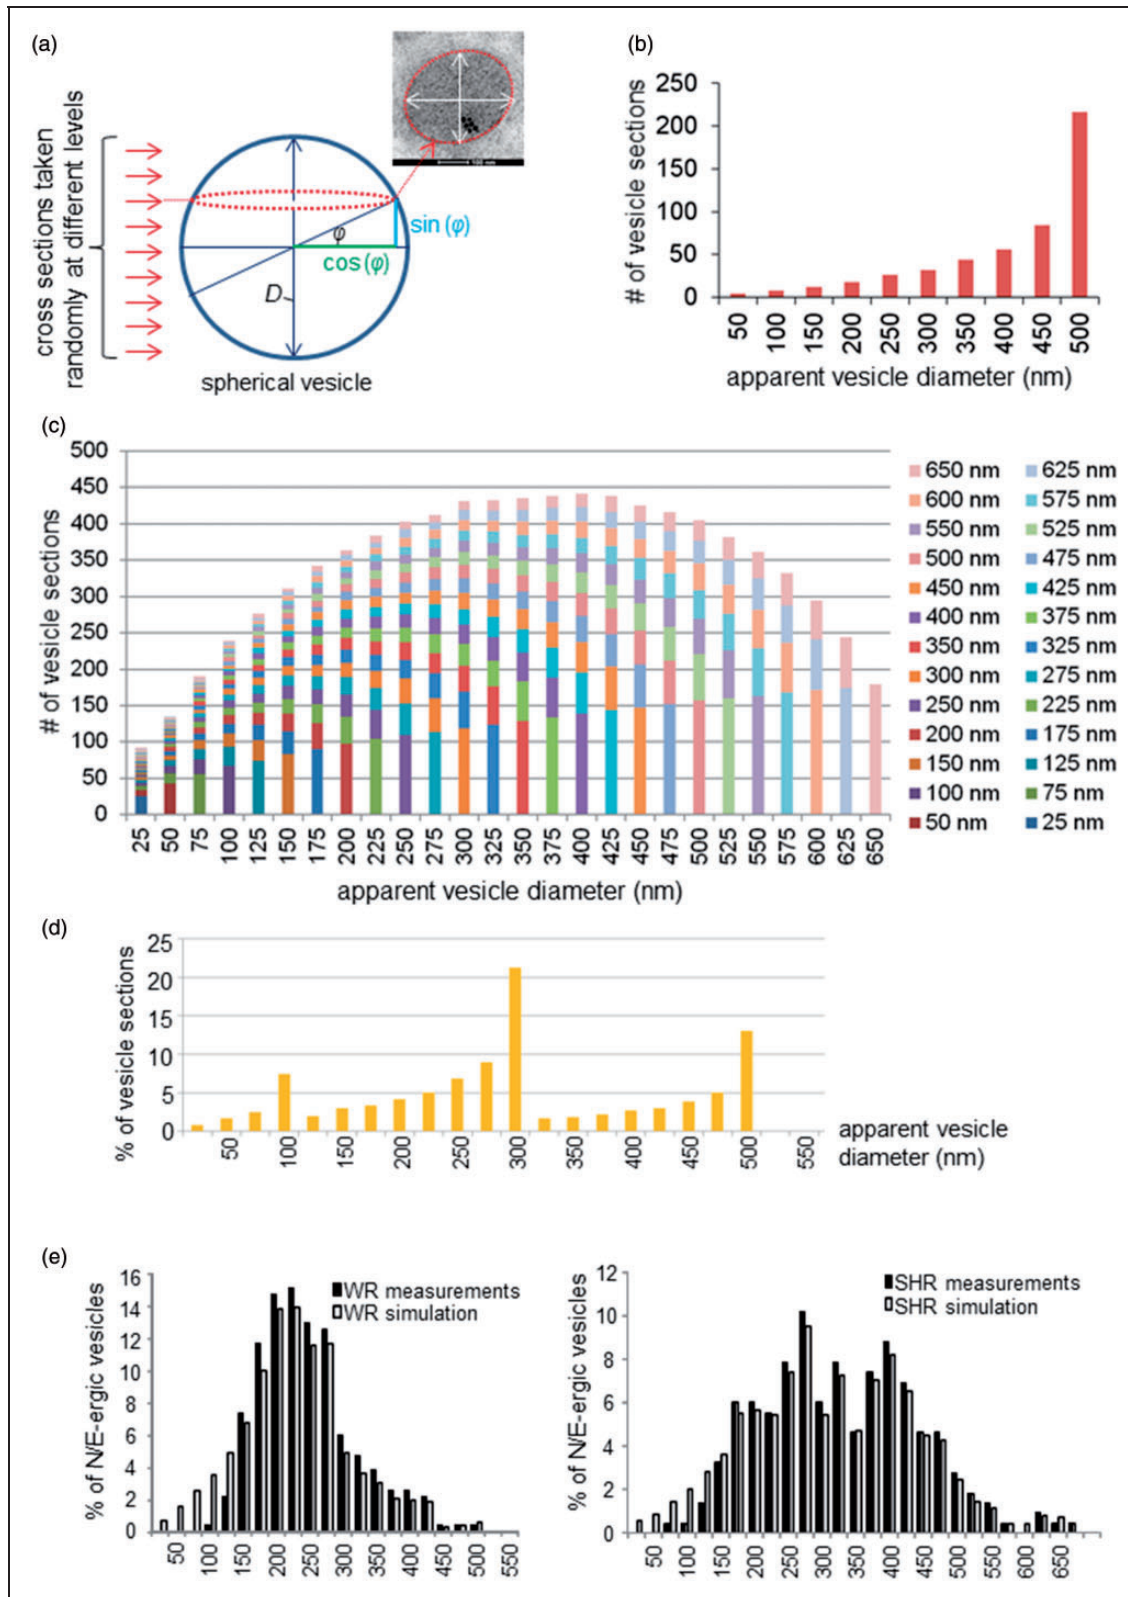 (a)
cross sections taken
randomly at different levels
φ
sin (φ)
cos (φ)
D
spherical vesicle
100 nm
(b)
# of vesicle sections
250
200
150
100
50
0
50 100 150 200 250 300 350 400 450 500
apparent vesicle diameter (nm)
(c)
# of vesicle sections
500
450
400
350
300
250
200
150
100
50
0
25 50 75 100 125 150 175 200 225 250 275 300 325 350 375 400 425 450 475 500 525 550 575 600 625 650
apparent vesicle diameter (nm)
650 nm 625 nm
600 nm 575 nm
550 nm 525 nm
500 nm 475 nm
450 nm 425 nm
400 nm 375 nm
350 nm 325 nm
300 nm 275 nm
250 nm 225 nm
200 nm 175 nm
150 nm 125 nm
100 nm 75 nm
50 nm 25 nm
(d)
% of vesicle sections
25
20
15
10
5
0
50 100 150 200 250 300 350 400 450 500 550
apparent vesicle
diameter (nm)
(e)
% of N/E-ergic vesicles
16
14
12
10
8
6
4
2
0
50 100 150 200 250 300 350 400 450 500 550
WR measurements
WR simulation
% of N/E-ergic vesicles
12
10
8
6
4
2
0
50 100 150 200 250 300 350 400 450 500 550 600 650
SHR measurements
SHR simulation